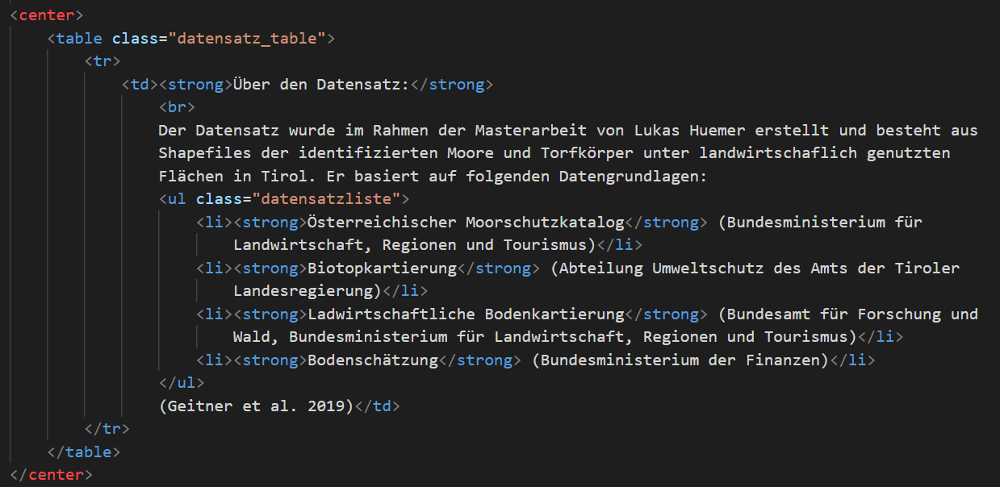 <center>
<table class="datensatz_table">
<tr>
<td><strong>Über den Datensatz:</strong>
<br>
Der Datensatz wurde im Rahmen der Masterarbeit von Lukas Huemer erstellt und besteht aus
Shapefiles der identifizierten Moore und Torfkörper unter landwirtschaflich genutzten
Flächen in Tirol. Er basiert auf folgenden Datengrundlagen:
<ul class="datensatzliste">
<li><strong>Österreichischer Moorschutzkatalog</strong> (Bundesministerium für
Landwirtschaft, Regionen und Tourismus)</li>
<li><strong>Biotopkartierung</strong> (Abteilung Umweltschutz des Amts der Tiroler
Landesregierung)</li>
<li><strong>Ladwirtschaftliche Bodenkartierung</strong> (Bundesamt für Forschung und
Wald, Bundesministerium für Landwirtschaft, Regionen und Tourismus)</li>
<li><strong>Bodenschätzung</strong> (Bundesministerium der Finanzen)</li>
</ul>
(Geitner et al. 2019)</td>
</tr>
</table>
</center>